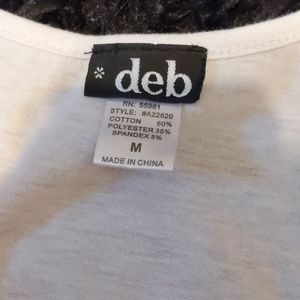 * deb
RN: 55981
STYLE: #A22620
COTTON 60%
POLYESTER 35%
SPANDEX 5%
M
MADE IN CHINA